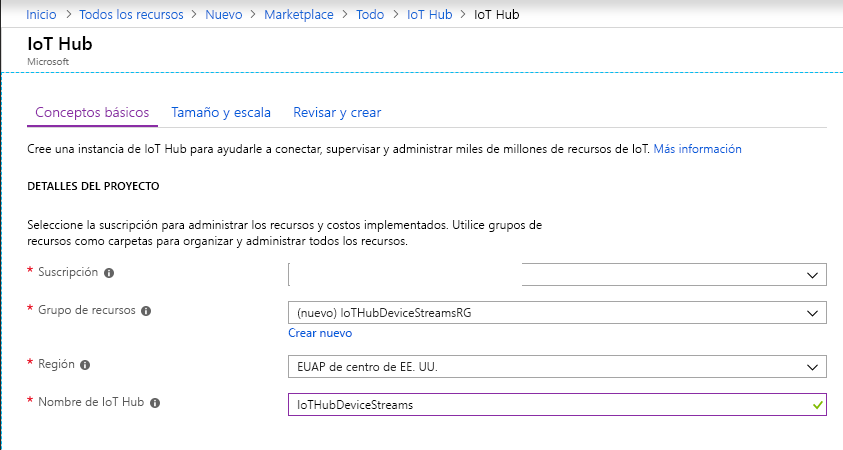 Inicio > Todos los recursos > Nuevo > Marketplace > Todo > IoT Hub > IoT Hub
IoT Hub
Microsoft
Conceptos básicos Tamaño y escala Revisar y crear
Cree una instancia de IoT Hub para ayudarle a conectar, supervisar y administrar miles de millones de recursos de IoT. Más información
DETALLES DEL PROYECTO
Seleccione la suscripción para administrar los recursos y costos implementados. Utilice grupos de
recursos como carpetas para organizar y administrar todos los recursos.
* Suscripción
* Grupo de recursos (nuevo) IoTHubDeviceStreamsRG
Crear nuevo
* Región EUAP de centro de EE. UU.
* Nombre de IoT Hub IoTHubDeviceStreams